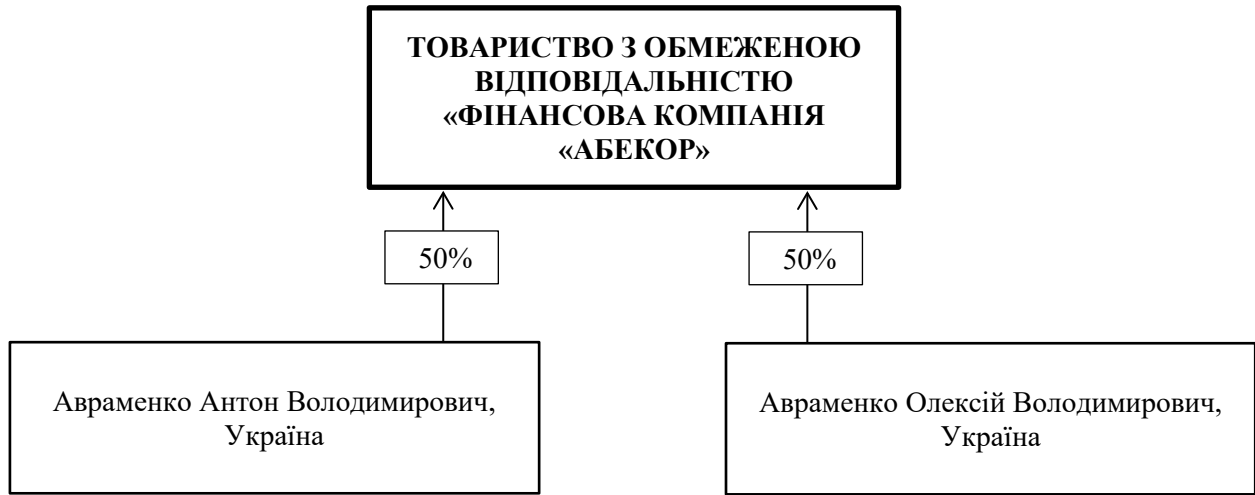 ТОВАРИСТВО З ОБМЕЖЕНОЮ
ВІДПОВІДАЛЬНІСТЮ
«ФІНАНСОВА КОМПАНІЯ
«АБЕКОР»
50%
50%
Авраменко Антон Володимирович,
Україна
Авраменко Олексій Володимирович,
Україна